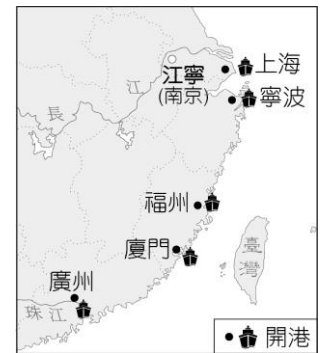 上海
江寧
(南京)
寧波
長
江
福州
廈門
臺
灣
廣州
珠江
開港